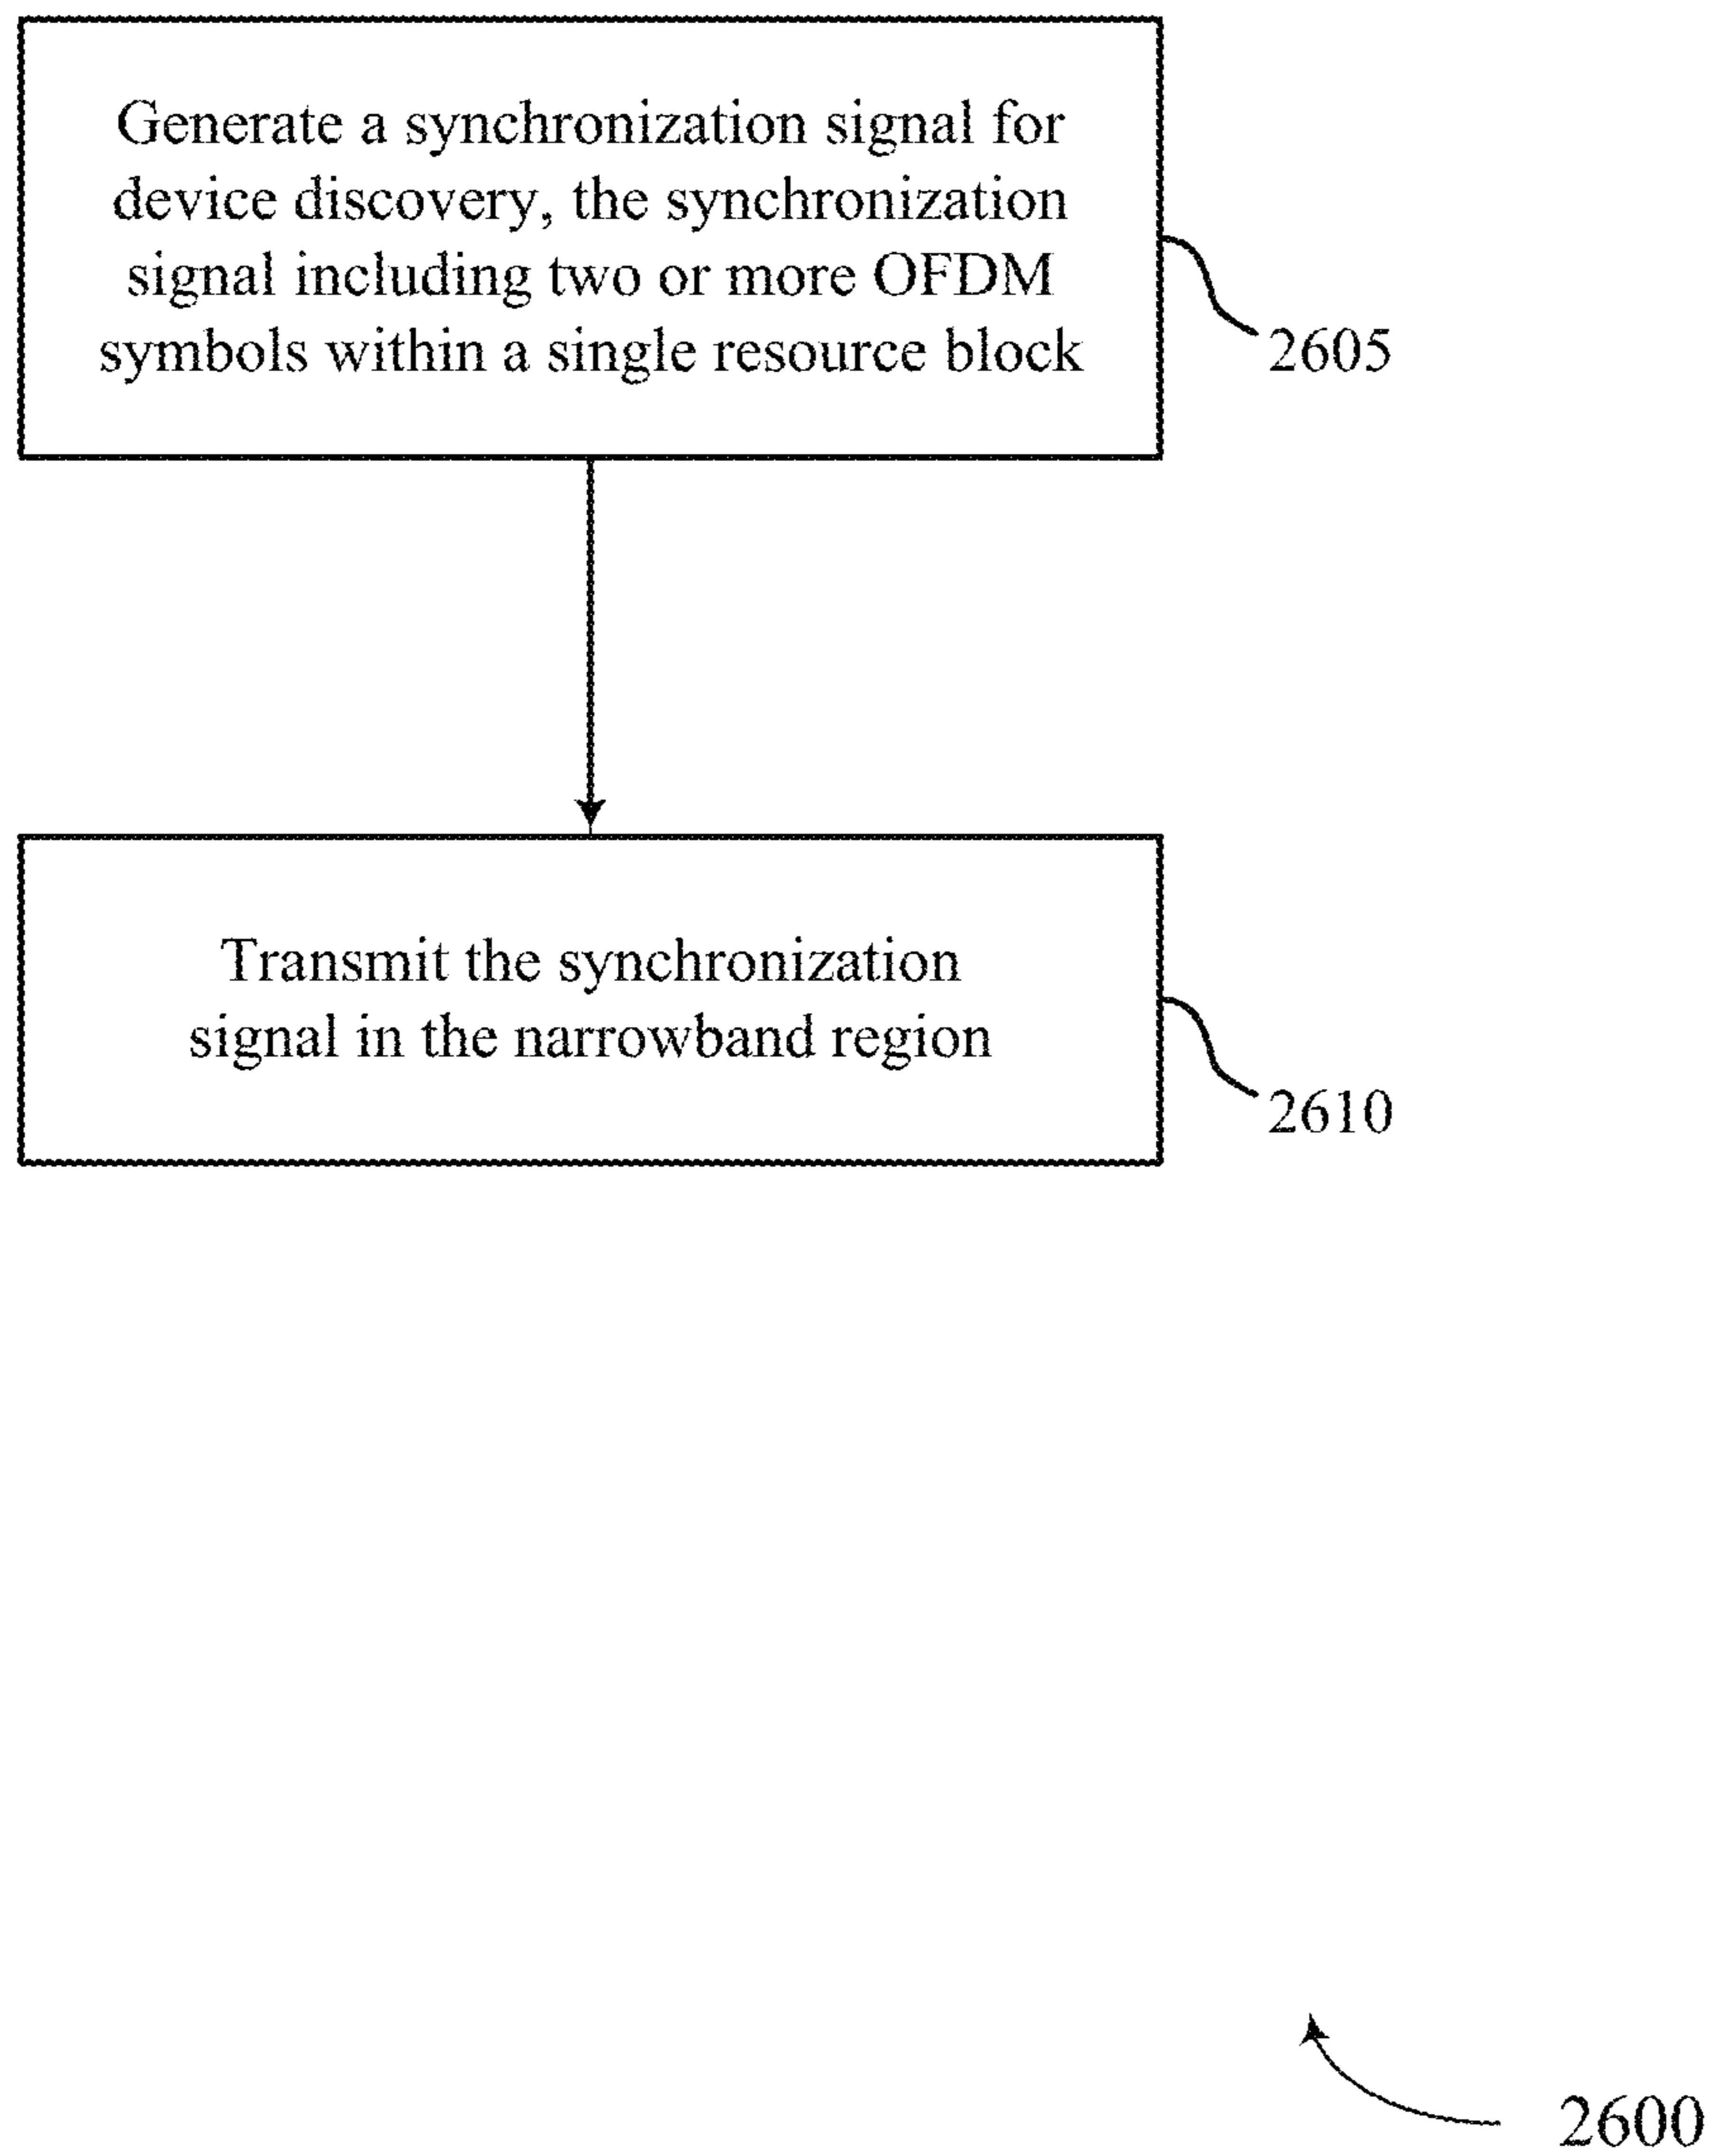 Generate a synchronization signal for
device discovery, the synchronization
signal including two or more OFDM
symbols within a single resource block
2605
Transmit the synchronization
signal in the narrowband region
2610
2600